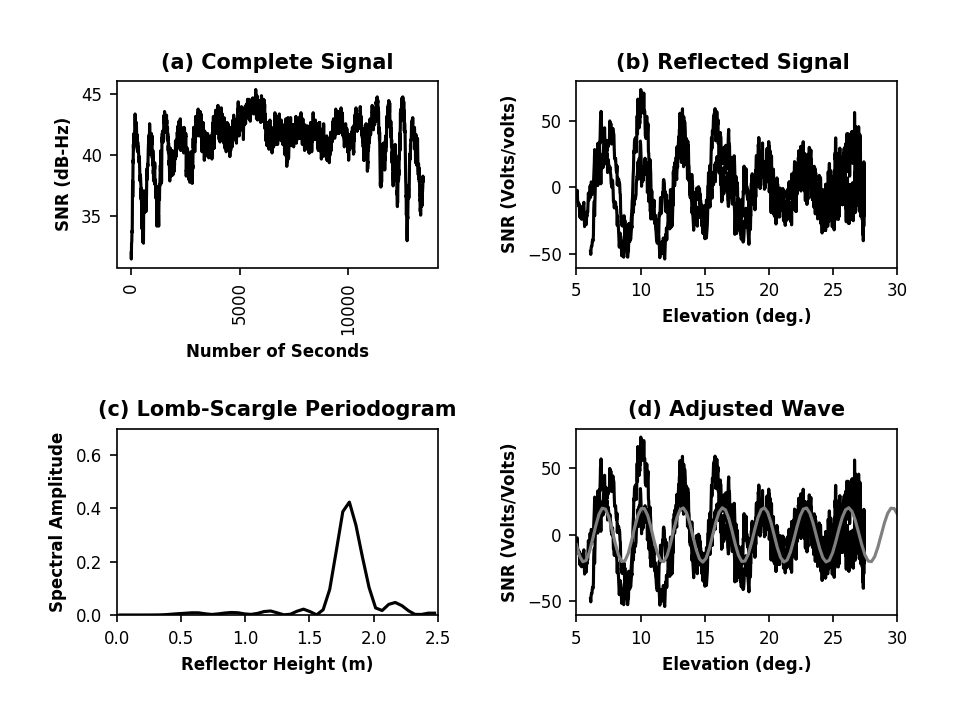 (a) Complete Signal
SNR (dB-Hz)
45
40
35
0
5000
10000
Number of Seconds
(b) Reflected Signal
SNR (Volts/volts)
50
0
−50
5 10 15 20 25 30
Elevation (deg.)
(c) Lomb-Scargle Periodogram
Spectral Amplitude
0.6
0.4
0.2
0.0
0.0 0.5 1.0 1.5 2.0 2.5
Reflector Height (m)
(d) Adjusted Wave
SNR (Volts/Volts)
50
0
−50
5 10 15 20 25 30
Elevation (deg.)